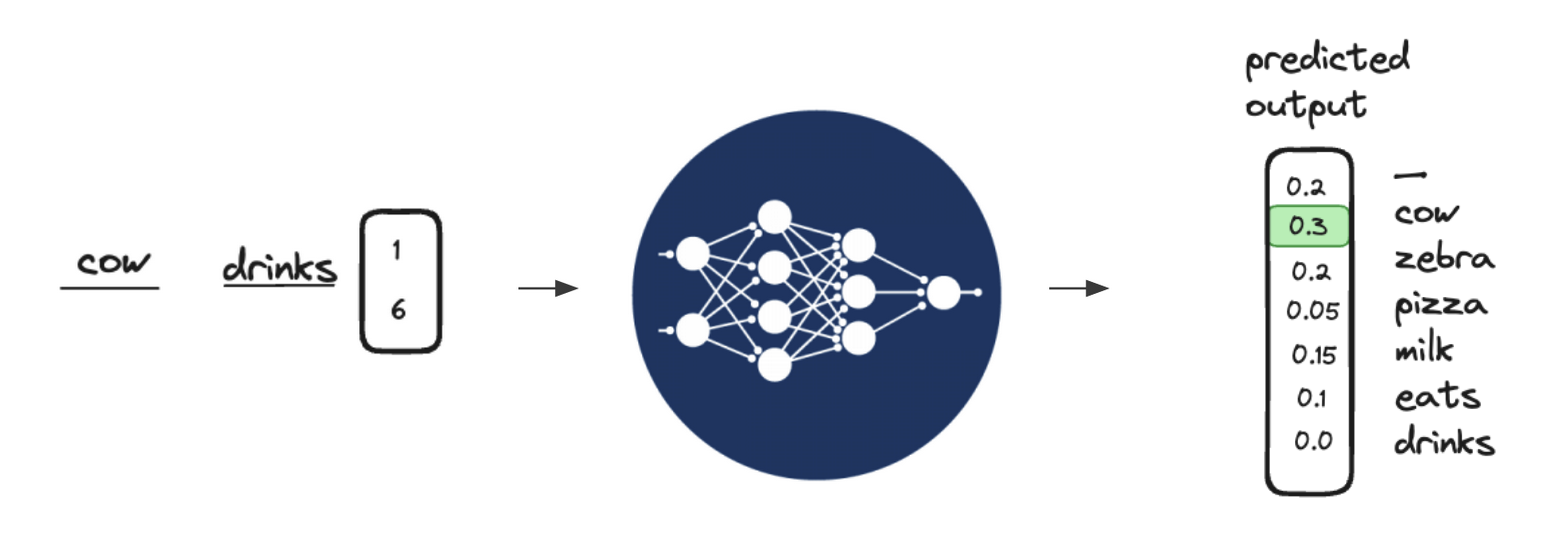 cow drinks
1
6
predicted
output
0.2 —
0.3 cow
0.2 zebra
0.05 pizza
0.15 milk
0.1 eats
0.0 drinks